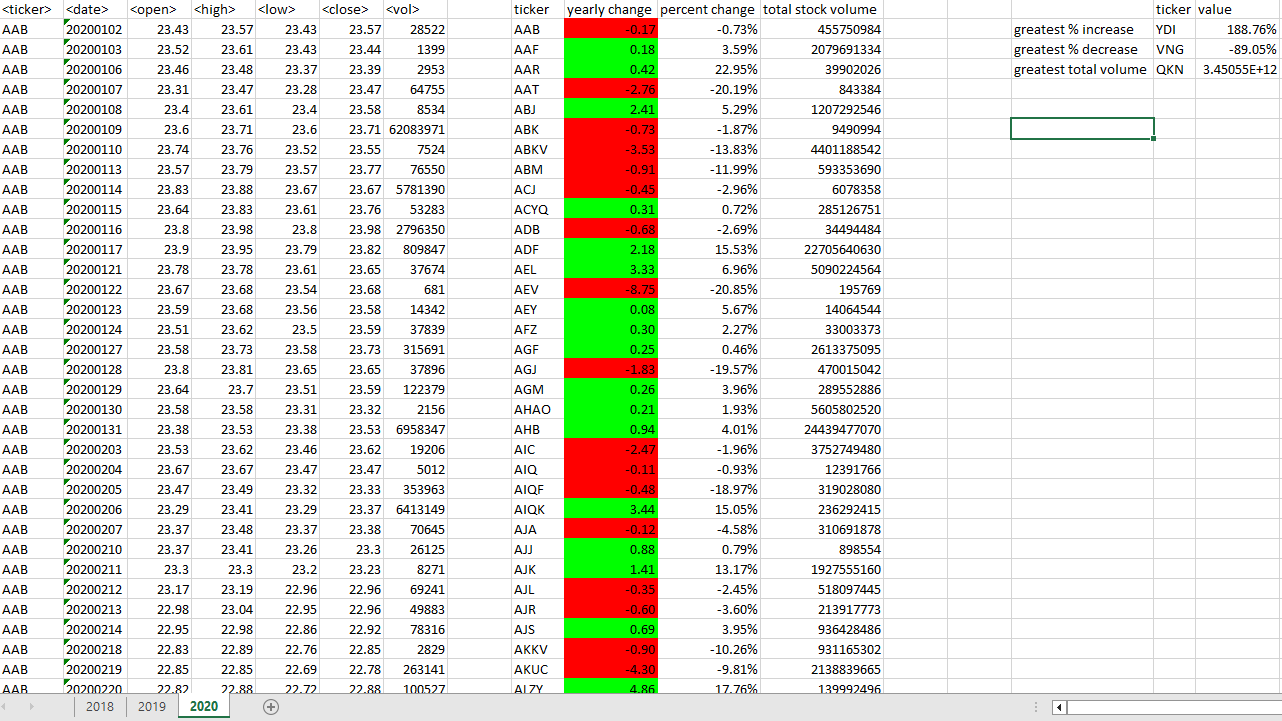 <ticker> <date> <open> <high> <low> <close> <vol> ticker yearly change percent change total stock volume ticker value
AAB 20200102 23.43 23.57 23.43 23.57 28522 AAB -0.17 -0.73% 455750984 greatest % increase YDI 188.76%
AAB 20200103 23.52 23.61 23.43 23.44 1399 AAF 0.18 3.59% 2079691334 greatest % decrease VNG -89.05%
AAB 20200106 23.46 23.48 23.37 23.39 2953 AAR 0.42 22.95% 39902026 greatest total volume QKN 3.45055E+12
AAB 20200107 23.31 23.47 23.28 23.47 64755 AAT -2.76 -20.19% 843384
AAB 20200108 23.4 23.61 23.4 23.58 8534 ABJ 2.41 5.29% 1207292546
AAB 20200109 23.6 23.71 23.6 23.71 62083971 ABK -0.73 -1.87% 9490994
AAB 20200110 23.74 23.76 23.52 23.55 7524 ABKV -3.53 -13.83% 4401188542
AAB 20200113 23.57 23.79 23.57 23.77 76550 ABM -0.91 -11.99% 593353690
AAB 20200114 23.83 23.88 23.67 23.67 5781390 ACJ -0.45 -2.96% 6078358
AAB 20200115 23.64 23.83 23.61 23.76 53283 ACYQ 0.31 0.72% 285126751
AAB 20200116 23.8 23.98 23.8 23.98 2796350 ADB -0.68 -2.69% 34494484
AAB 20200117 23.9 23.95 23.79 23.82 809847 ADF 2.18 15.53% 22705640630
AAB 20200121 23.78 23.78 23.61 23.65 37674 AEL 3.33 6.96% 5090224564
AAB 20200122 23.67 23.68 23.54 23.68 681 AEV -8.75 -20.85% 195769
AAB 20200123 23.59 23.68 23.56 23.58 14342 AEY 0.08 5.67% 14064544
AAB 20200124 23.51 23.62 23.5 23.59 37839 AFZ 0.30 2.27% 33003373
AAB 20200127 23.58 23.73 23.58 23.73 315691 AGF 0.25 0.46% 2613375095
AAB 20200128 23.8 23.81 23.65 23.65 37896 AGJ -1.83 -19.57% 470015042
AAB 20200129 23.64 23.7 23.51 23.59 122379 AGM 0.26 3.96% 289552886
AAB 20200130 23.58 23.58 23.31 23.32 2156 AHAO 0.21 1.93% 5605802520
AAB 20200131 23.38 23.53 23.38 23.53 6958347 AHB 0.94 4.01% 24439477070
AAB 20200203 23.53 23.62 23.46 23.62 19206 AIC -2.47 -1.96% 3752749480
AAB 20200204 23.67 23.67 23.47 23.47 5012 AIQ -0.11 -0.93% 12391766
AAB 20200205 23.47 23.49 23.32 23.33 353963 AIQF -0.48 -18.97% 319028080
AAB 20200206 23.29 23.41 23.29 23.37 6413149 AIQK 3.44 15.05% 236292415
AAB 20200207 23.37 23.48 23.37 23.38 70645 AJA -0.12 -4.58% 310691878
AAB 20200210 23.37 23.41 23.26 23.3 26125 AJJ 0.88 0.79% 898554
AAB 20200211 23.3 23.3 23.2 23.23 8271 AJK 1.41 13.17% 1927555160
AAB 20200212 23.17 23.19 22.96 22.96 69241 AJL -0.35 -2.45% 518097445
AAB 20200213 22.98 23.04 22.95 22.96 49883 AJR -0.60 -3.60% 213917773
AAB 20200214 22.95 22.98 22.86 22.92 78316 AJS 0.69 3.95% 936428486
AAB 20200218 22.83 22.89 22.76 22.85 2829 AKKV -0.90 -10.26% 931165302
AAB 20200219 22.85 22.85 22.69 22.78 263141 AKUC -4.30 -9.81% 2138839665
AAB 20200220 22.82 22.88 22.72 22.88 100527 ALZY 4.86 17.76% 139992496
2018 2019 2020